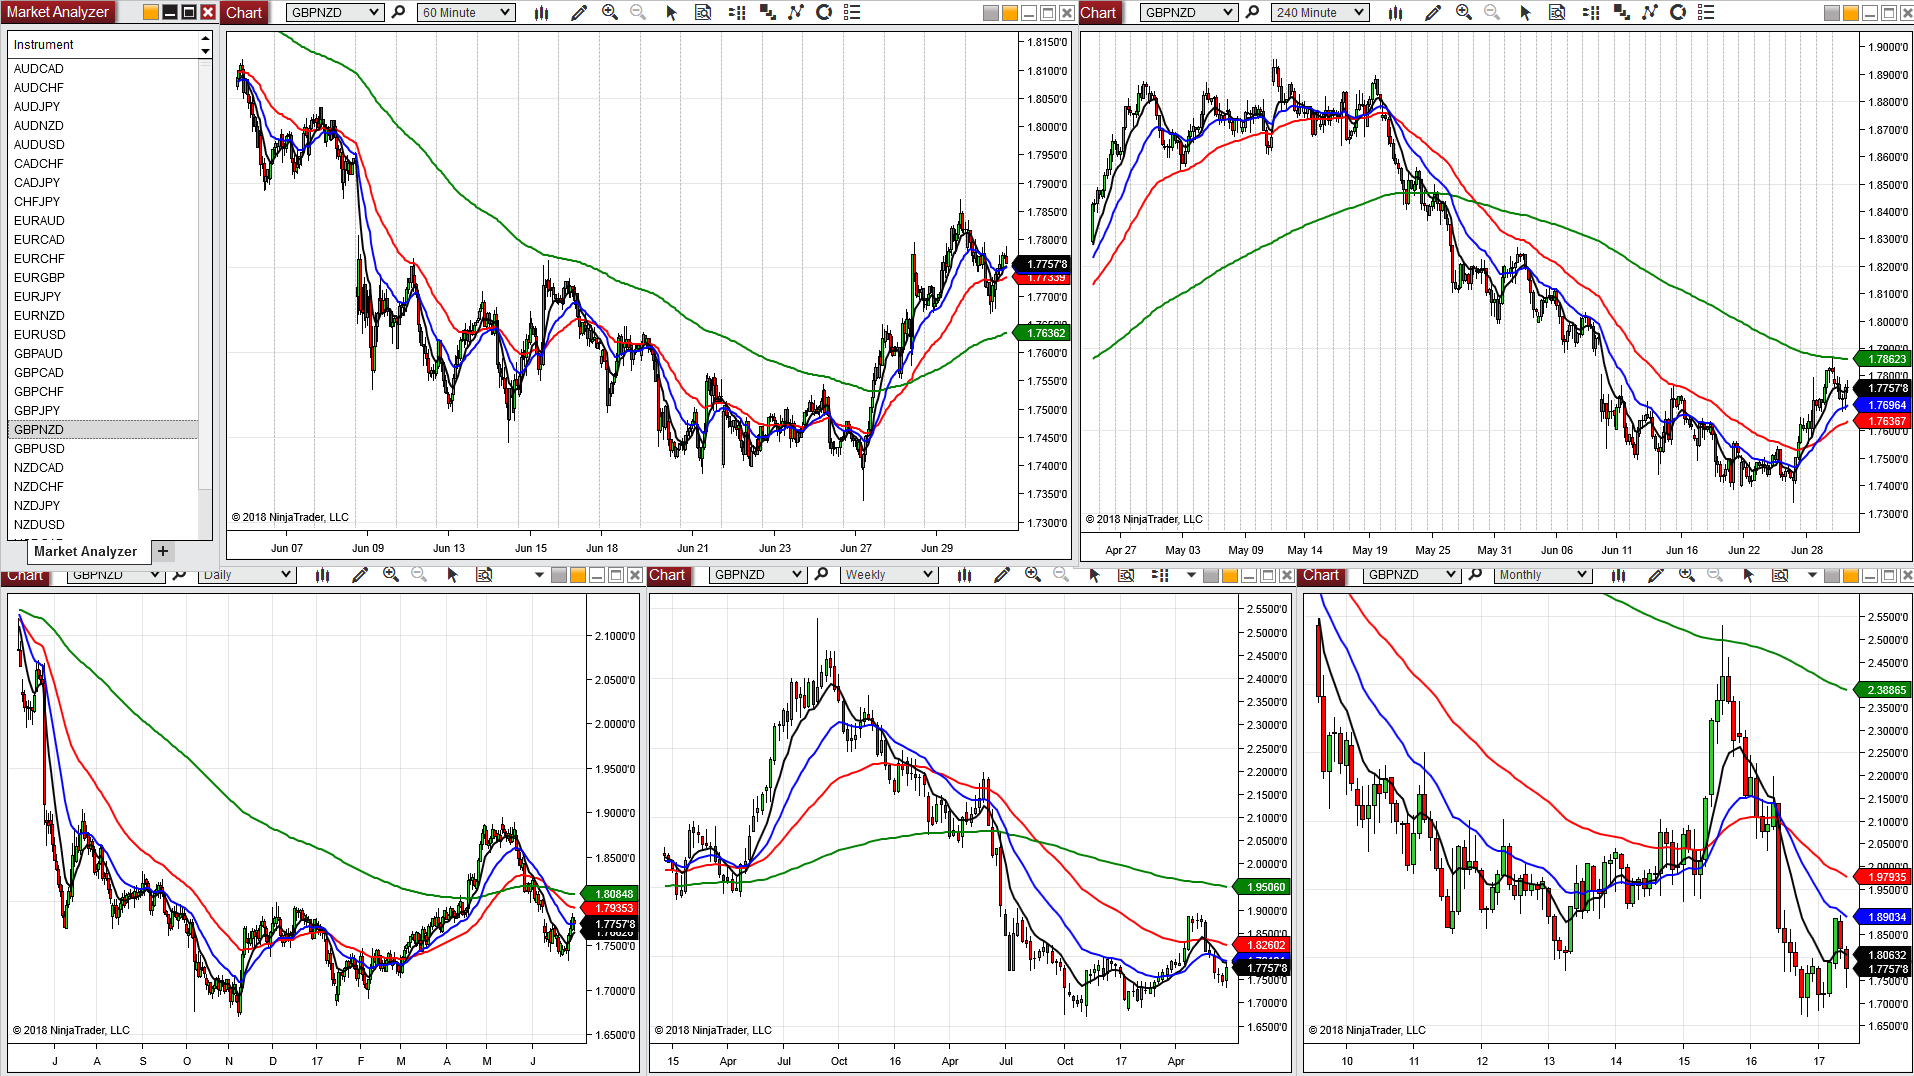 Market Analyzer
Instrument
AUDCAD
AUDCHF
AUDJPY
AUDNZD
AUDUSD
CADCHF
CADJPY
CHFJPY
EURAUD
EURCAD
EURCHF
EURGBP
EURJPY
EURNZD
EURUSD
GBPAUD
GBPCAD
GBPCHF
GBPJPY
GBPNZD
GBPUSD
NZDCAD
NZDCHF
NZDJPY
NZDUSD
Market Analyzer +
Chart GBPNZD 60 Minute
1.8150'0
1.8100'0
1.8050'0
1.8000'0
1.7950'0
1.7900'0
1.7850'0
1.7800'0
1.7757'8
1.77339
1.7700'0
1.76362
1.7600'0
1.7550'0
1.7500'0
1.7450'0
1.7400'0
1.7350'0
1.7300'0
© 2018 NinjaTrader, LLC
Jun 07 Jun 09 Jun 13 Jun 15 Jun 18 Jun 21 Jun 23 Jun 27 Jun 29
Chart GBPNZD 240 Minute
1.9000'0
1.8900'0
1.8800'0
1.8700'0
1.8600'0
1.8500'0
1.8400'0
1.8300'0
1.8200'0
1.8100'0
1.8000'0
1.7900'0
1.78623
1.7800'0
1.7757'8
1.76964
1.76367
1.7600'0
1.7500'0
1.7400'0
1.7300'0
© 2018 NinjaTrader, LLC
Apr 27 May 03 May 09 May 14 May 19 May 25 May 31 Jun 06 Jun 11 Jun 16 Jun 22 Jun 28
Chart GBPNZD Daily
2.1000'0
2.0500'0
2.0000'0
1.9500'0
1.9000'0
1.8500'0
1.80848
1.79353
1.7757'8
1.7500'0
1.7000'0
1.6500'0
© 2018 NinjaTrader, LLC
J A S O N D 17 F M A M J
Chart GBPNZD Weekly
2.5500'0
2.5000'0
2.4500'0
2.4000'0
2.3500'0
2.3000'0
2.2500'0
2.2000'0
2.1500'0
2.1000'0
2.0500'0
2.0000'0
1.95060
1.9000'0
1.8500'0
1.82602
1.7757'8
1.7500'0
1.7000'0
1.6500'0
© 2018 NinjaTrader, LLC
15 Apr Jul Oct 16 Apr Jul Oct 17 Apr
Chart GBPNZD Monthly
2.5500'0
2.5000'0
2.4500'0
2.38865
2.3500'0
2.3000'0
2.2500'0
2.2000'0
2.1500'0
2.1000'0
2.0500'0
2.0000'0
1.97935
1.9500'0
1.89034
1.8500'0
1.80632
1.7757'8
1.7000'0
1.6500'0
© 2018 NinjaTrader, LLC
10 11 12 13 14 15 16 17